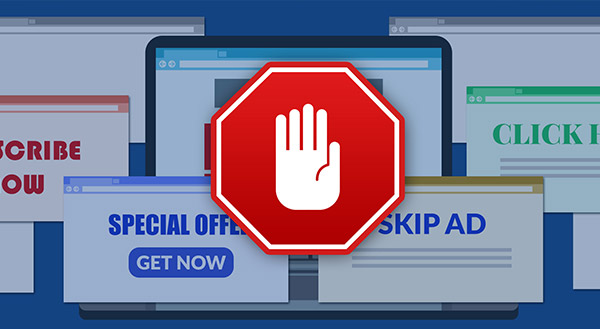 SCRIBE
OW
CLICK H
SPECIAL OFFE
GET NOW
SKIP AD